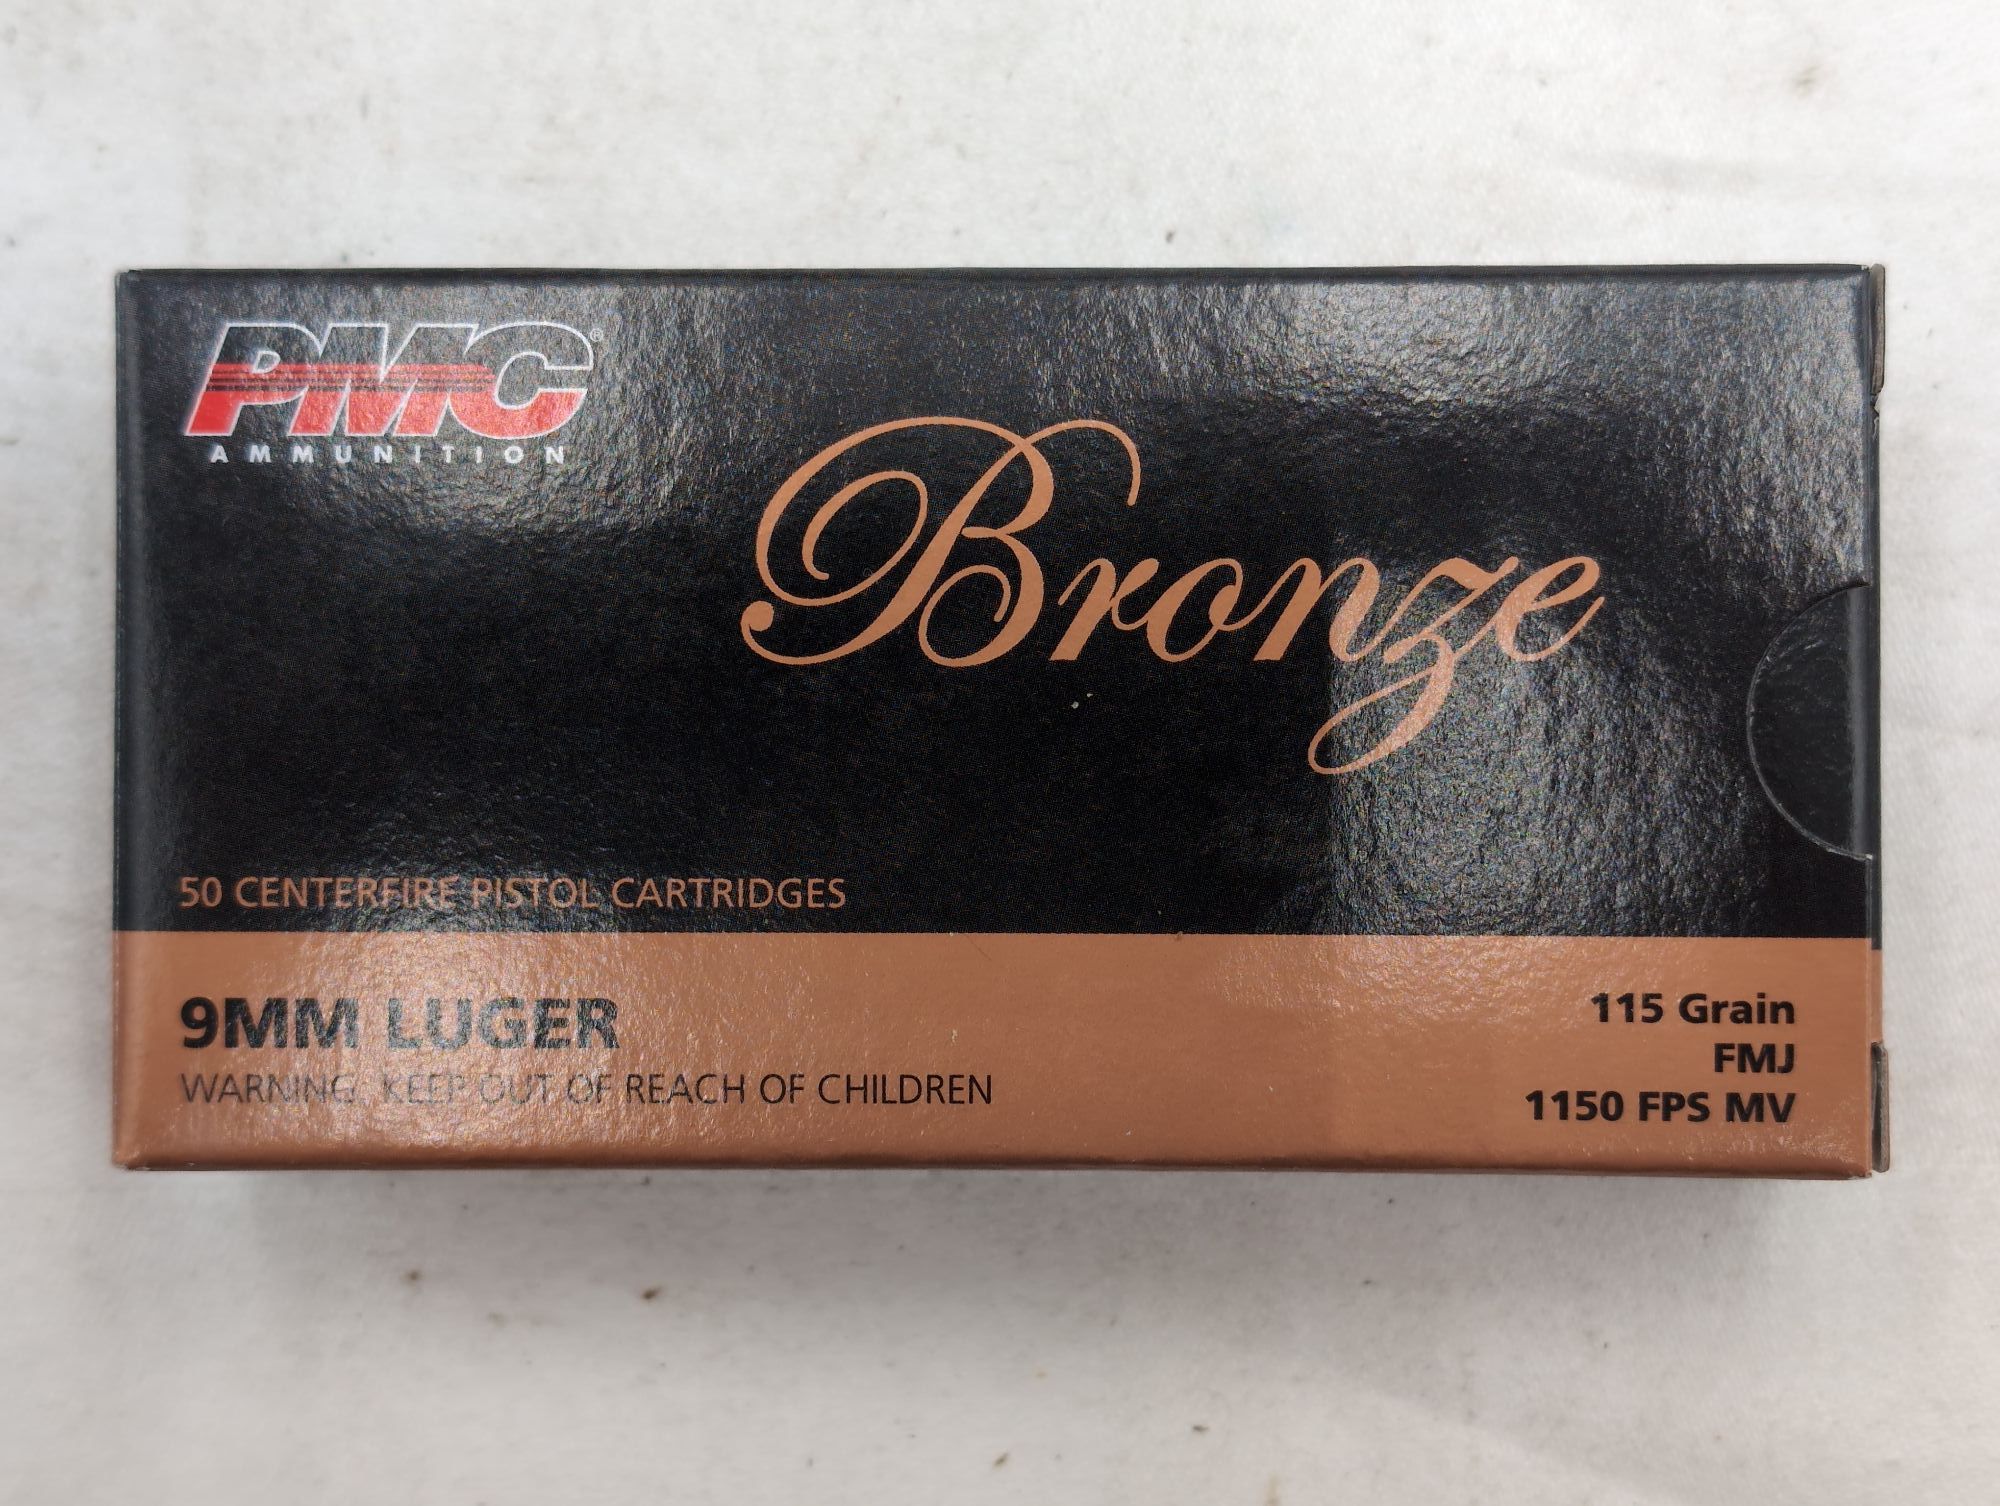 PMC®
AMMUNITION
Bronze
50 CENTERFIRE PISTOL CARTRIDGES
9MM LUGER
WARNING, KEEP OUT OF REACH OF CHILDREN
115 Grain
FMJ
1150 FPS MV